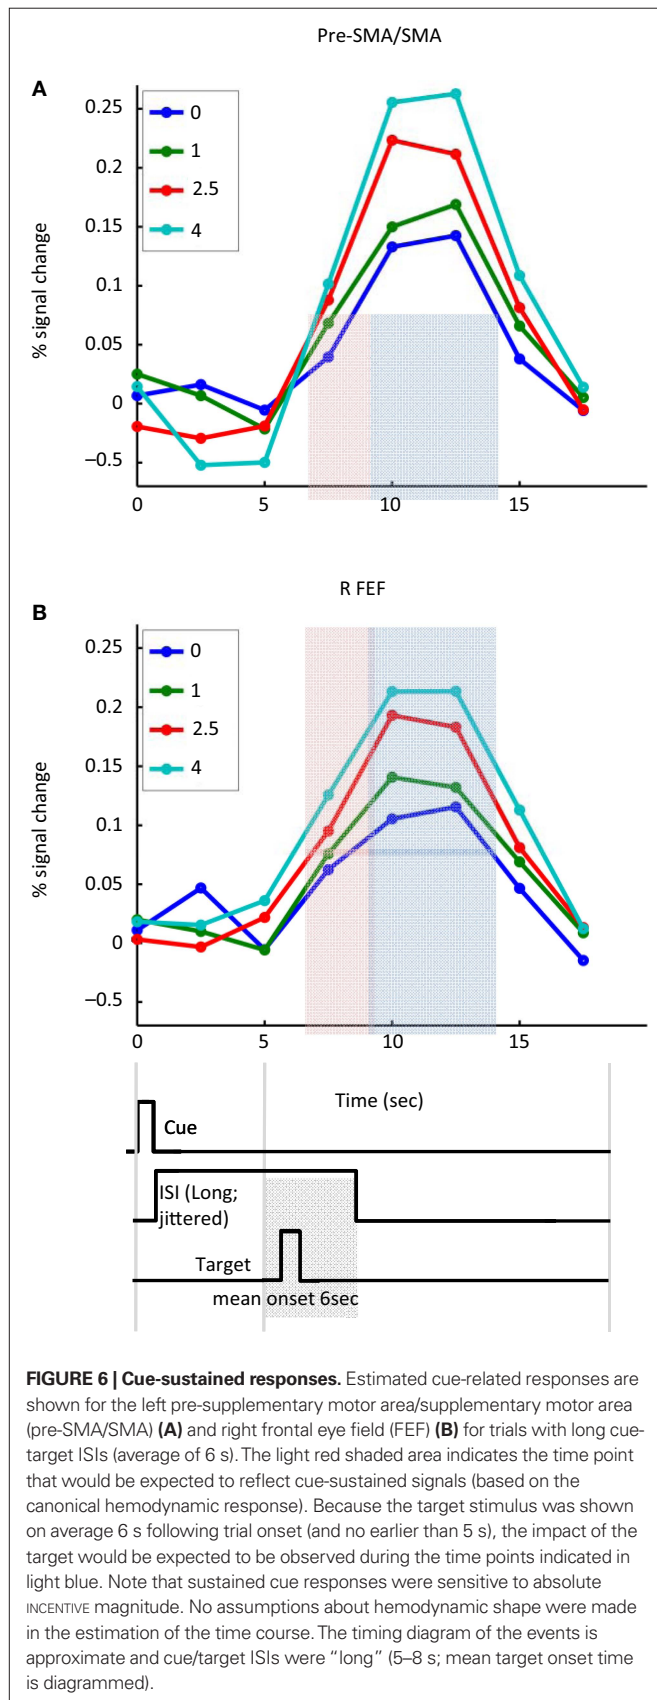 Pre-SMA/SMA
A
0.25
0.2
0.15
0.1
0.05
0
–0.5
% signal change
0
1
2.5
4
0 5 10 15
R FEF
B
0.25
0.2
0.15
0.1
0.05
0
–0.5
% signal change
0
1
2.5
4
0 5 10 15
Time (sec)
Cue
ISI (Long;
jittered)
Target
mean onset 6sec
FIGURE 6 | Cue-sustained responses. Estimated cue-related responses are
shown for the left pre-supplementary motor area/supplementary motor area
(pre-SMA/SMA) (A) and right frontal eye field (FEF) (B) for trials with long cue-
target ISIs (average of 6 s). The light red shaded area indicates the time point
that would be expected to reflect cue-sustained signals (based on the
canonical hemodynamic response). Because the target stimulus was shown
on average 6 s following trial onset (and no earlier than 5 s), the impact of the
target would be expected to be observed during the time points indicated in
light blue. Note that sustained cue responses were sensitive to absolute
INCENTIVE magnitude. No assumptions about hemodynamic shape were made
in the estimation of the time course. The timing diagram of the events is
approximate and cue/target ISIs were “long” (5–8 s; mean target onset time
is diagrammed).